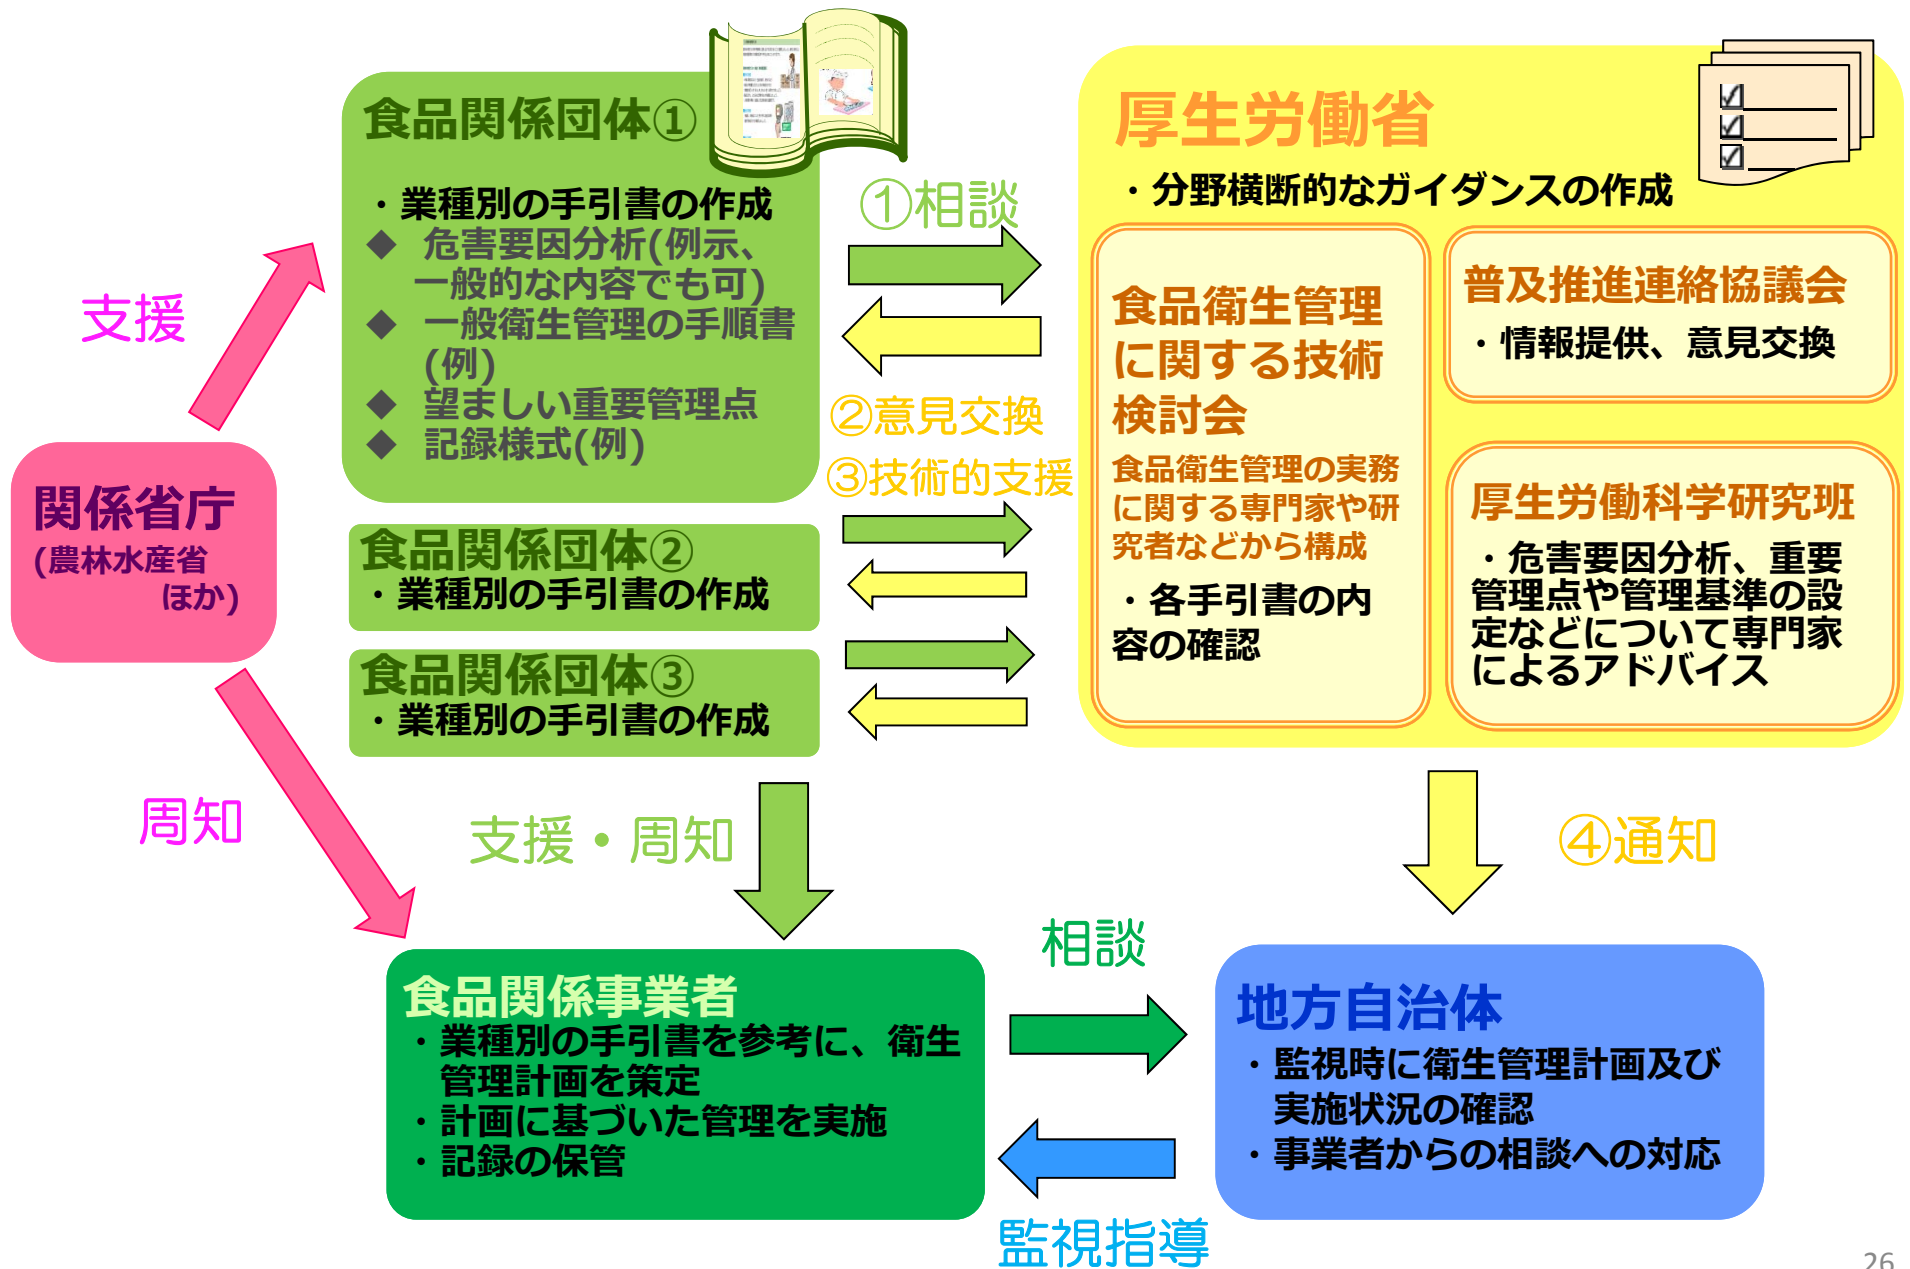 食品関係団体①
・業種別の手引書の作成
◆ 危害要因分析(例示、
一般的な内容でも可)
◆ 一般衛生管理の手順書
(例)
◆ 望ましい重要管理点
◆ 記録様式(例)
食品関係団体②
・業種別の手引書の作成
食品関係団体③
・業種別の手引書の作成
①相談
②意見交換
③技術的支援
厚生労働省
・分野横断的なガイダンスの作成
食品衛生管理
に関する技術
検討会
食品衛生管理の実務
に関する専門家や研
究者などから構成
・各手引書の内
容の確認
普及推進連絡協議会
・情報提供、意見交換
厚生労働科学研究班
・危害要因分析、重要
管理点や管理基準の設
定などについて専門家
によるアドバイス
支援
関係省庁
(農林水産省
ほか)
周知
支援・周知
④通知
食品関係事業者
・業種別の手引書を参考に、衛生
管理計画を策定
・計画に基づいた管理を実施
・記録の保管
相談
監視指導
地方自治体
・監視時に衛生管理計画及び
実施状況の確認
・事業者からの相談への対応
26